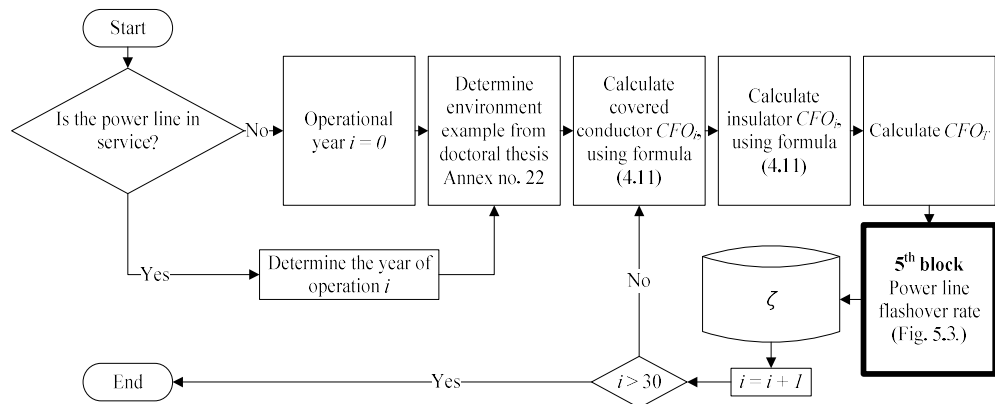 Start
Is the power line in
service?
No
Operational
year i = 0
Determine
environment
example from
doctoral thesis
Annex no. 22
Calculate
covered
conductor CFOi,
using formula
(4.11)
Calculate
insulator CFOi,
using formula
(4.11)
Calculate CFOT
Yes
Determine the year of
operation i
No
ζ
5th block
Power line
flashover rate
(Fig. 5.3.)
End
Yes
i > 30
i = i + 1